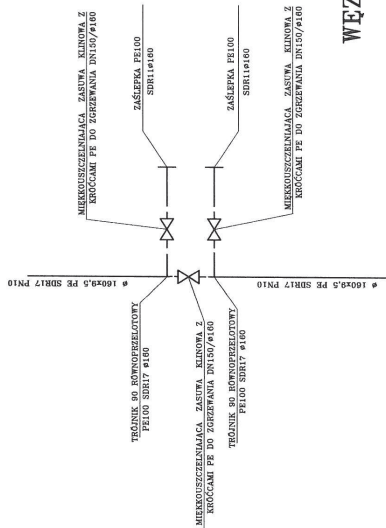 MIĘKKOUSZCZELNIAJĄCA ZASUWA KLINOWA Z
KRÓĆCAMI PE DO ZGRZEWANIA DN150/ø160
ZAŚLEPKA PE100
SDR11ø160
ZAŚLEPKA PE100
SDR11ø160
MIĘKKOUSZCZELNIAJĄCA ZASUWA KLINOWA Z
KRÓĆCAMI PE DO ZGRZEWANIA DN150/ø160
ø 160x9,5 PE SDR17 PN10
ø 160x9,5 PE SDR17 PN10
TRÓJNIK 90 RÓWNOPRZELOTOWY
PE100 SDR17 ø160
MIĘKKOUSZCZELNIAJĄCA ZASUWA KLINOWA Z
KRÓĆCAMI PE DO ZGRZEWANIA DN150/ø160
TRÓJNIK 90 RÓWNOPRZELOTOWY
PE100 SDR17 ø160
WĘZ